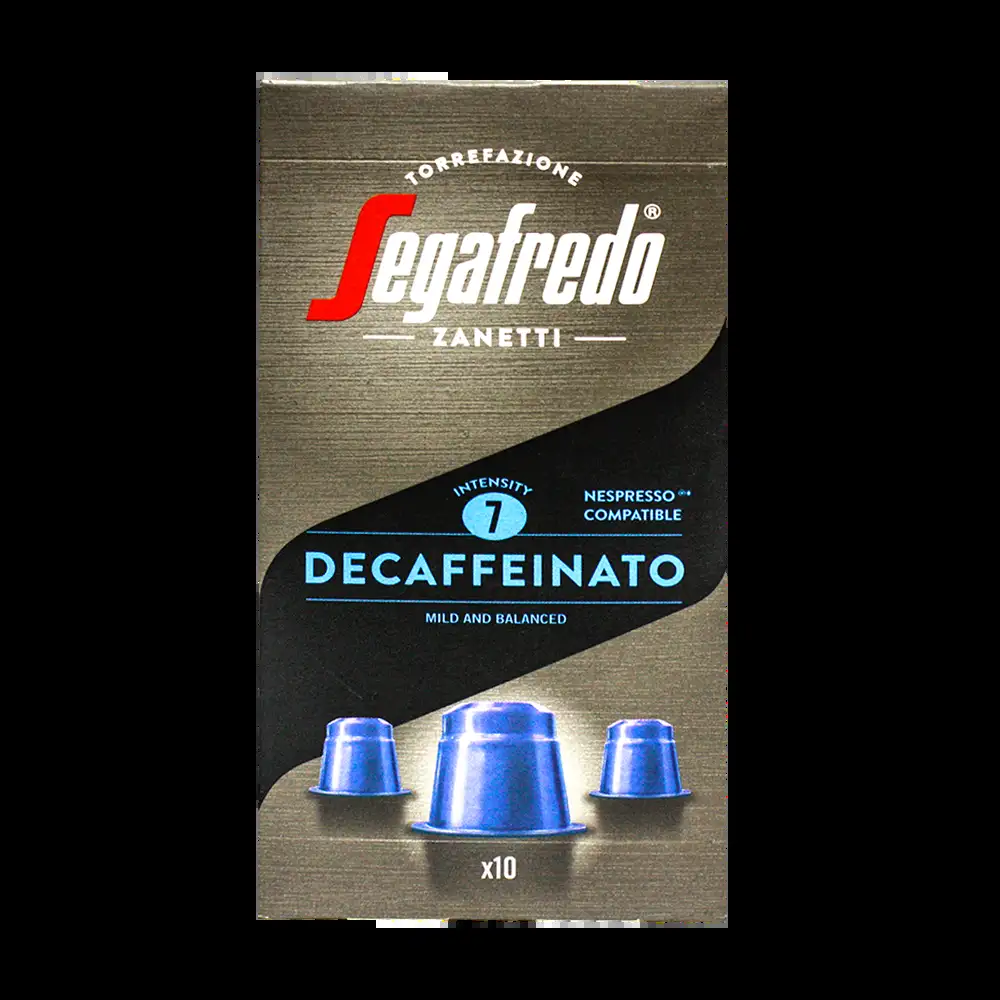 TORREFAZIONE
Segafredo®
ZANETTI
INTENSITY
7
NESPRESSO
COMPATIBLE
DECAFFEINATO
MILD AND BALANCED
x10